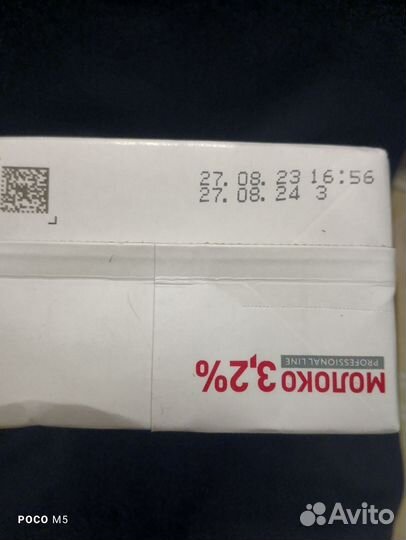 27.08.23 16:56
27.08.24 3
МОЛОКО 3,2%
PROFESSIONAL LINE
POCO M5
Avito